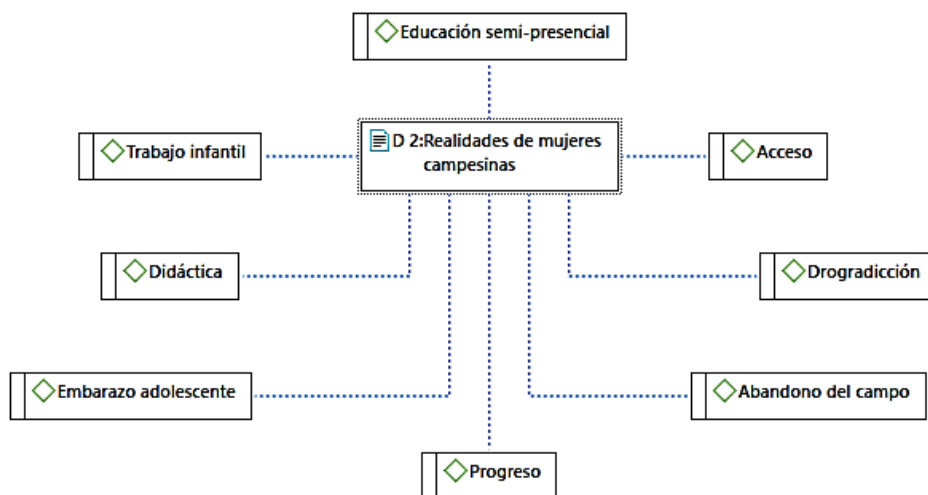 Educación semi-presencial
D 2:Realidades de mujeres
campesinas
Trabajo infantil
Acceso
Didáctica
Drogradicción
Embarazo adolescente
Abandono del campo
Progreso